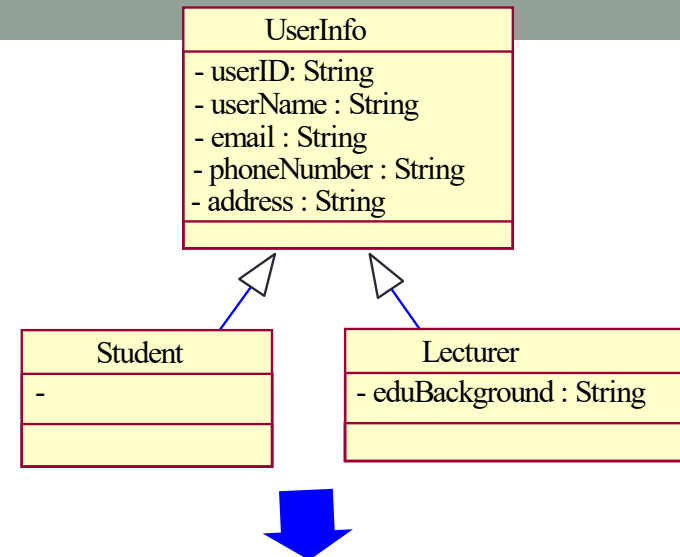 UserInfo
- userID: String
- userName : String
- email : String
- phoneNumber : String
- address : String
Student
-
Lecturer
- eduBackground : String